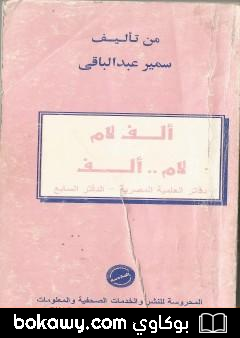 من تأليف
سمير عبدالباقى
ألف لام
لام .. ألف
دفاتر العامية المصرية - الدفتر السابع
المحروسة للنشر والخدمات الصحفية والمعلومات
بوكاوي bokawy.com